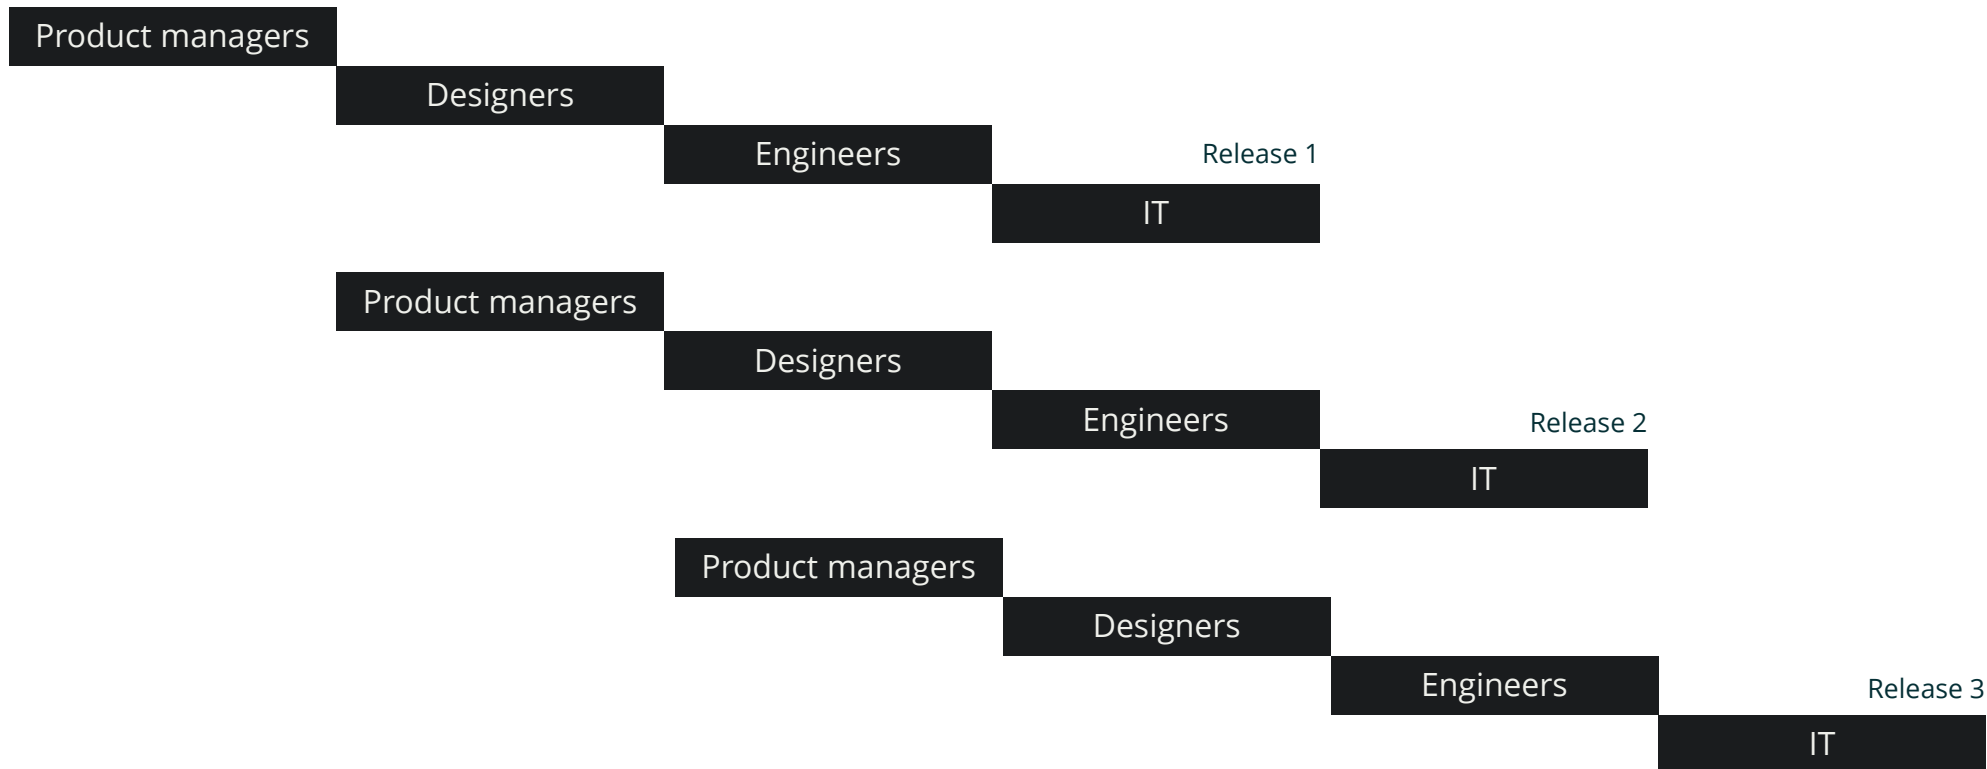 Product managers
Designers
Engineers
Release 1
IT
Product managers
Designers
Engineers
Release 2
IT
Product managers
Designers
Engineers
Release 3
IT